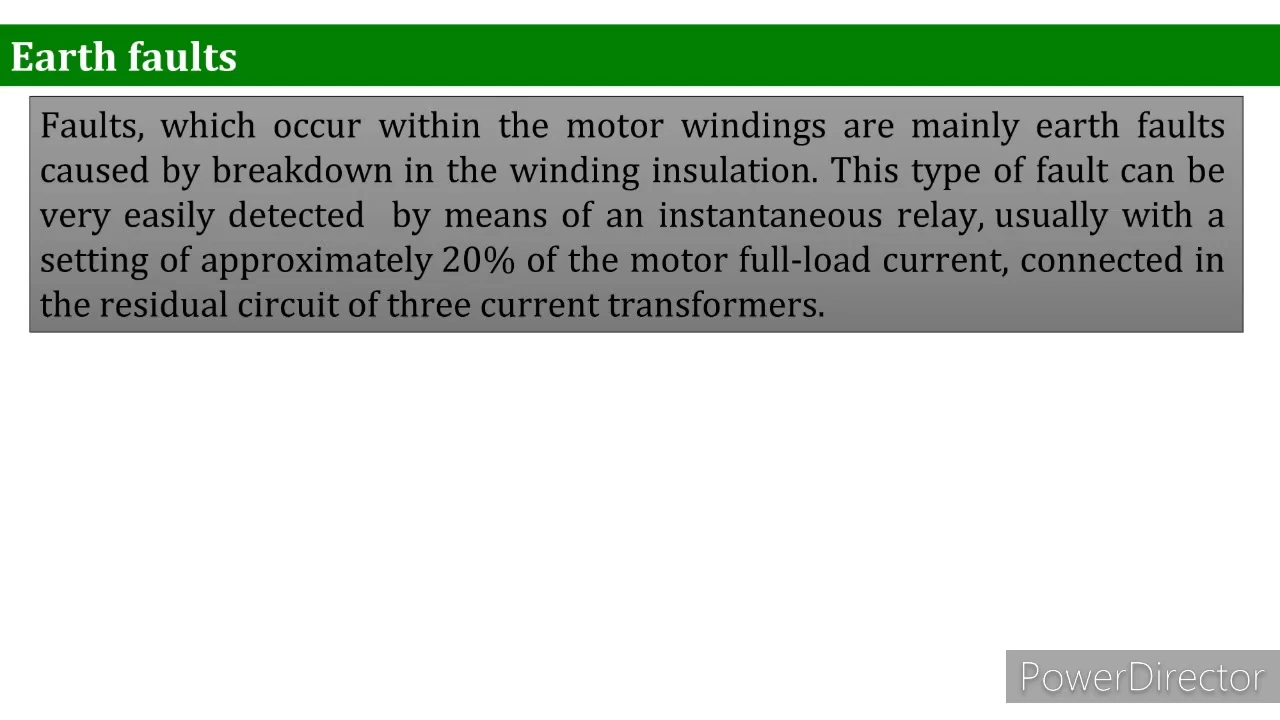 Earth faults
Faults, which occur within the motor windings are mainly earth faults
caused by breakdown in the winding insulation. This type of fault can be
very easily detected by means of an instantaneous relay, usually with a
setting of approximately 20% of the motor full-load current, connected in
the residual circuit of three current transformers.
PowerDirector